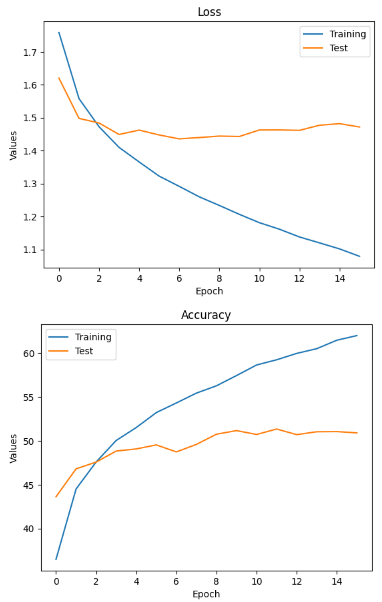 Loss
Training
Test
1.7
1.6
1.5
1.4
1.3
1.2
1.1
Values
0 2 4 6 8 10 12 14
Epoch
Accuracy
Training
Test
60
55
50
45
40
Values
0 2 4 6 8 10 12 14
Epoch